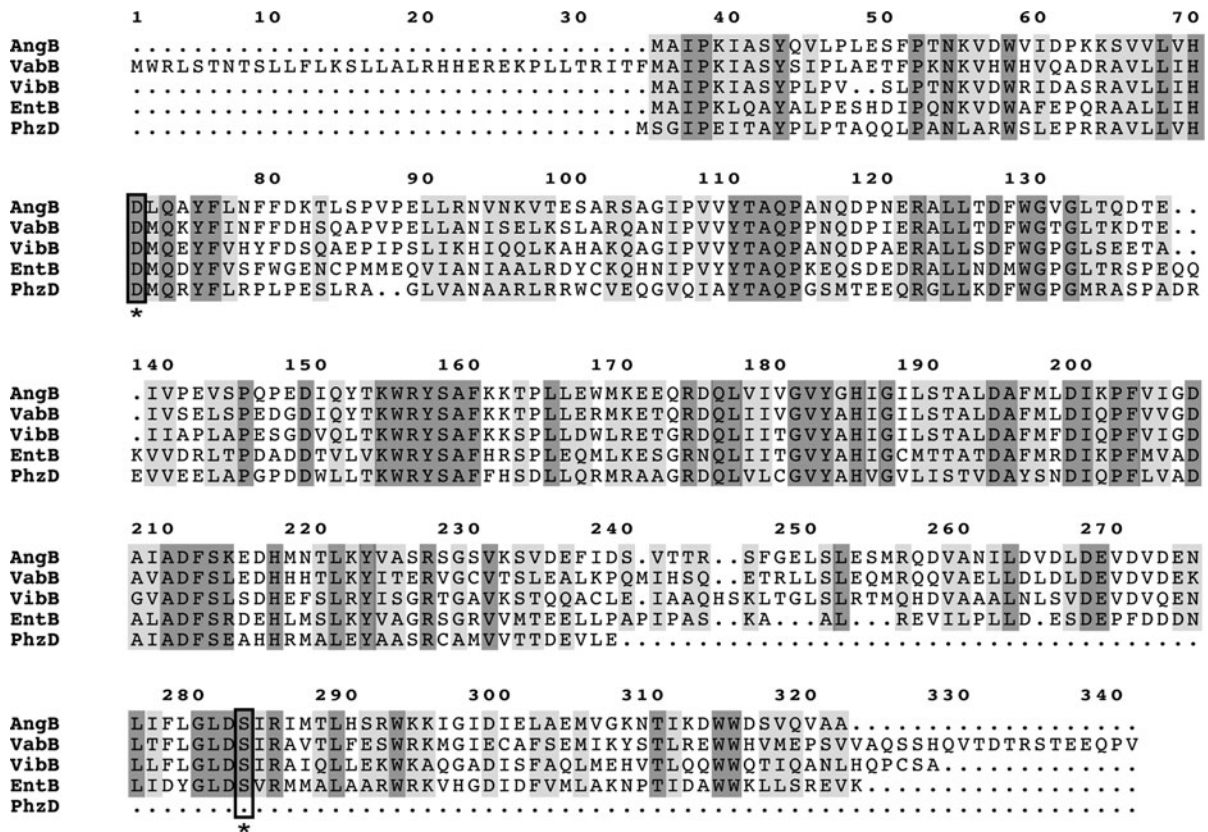 1 10 20 30 40 50 60 70
AngB ..................................MAIPKIASYQVLPLESFPTNKVDWVIDPKKSVVLVH
VabB MWRLSTNTSLLFLKSLLALRHHEREKPLLTRITFMAIPKIASYSIPLAETFPKNKVHWHVQADRAVLLIH
VibB ..................................MAIPKIASYPLPV..SLPTNKVDWRIDASRAVLLIH
EntB ..................................MAIPKLQAYALPESHDIPQNKVDWAFEPQRAALLIH
PhzD .................................MSGIPEITAYPLPTAQQLPANLARWSLEPRRAVLLVH
80 90 100 110 120 130
AngB DLQAYFLNFFDKTLSPVPELLRNVNKVTESARSAGIPVVYTAQPANQDPNERALLTDFWGVGLTQDTE..
VabB DMQKYFINFFDHSQAPVPELLANISELKSLARQANIPVVYTAQPPNQDPIERALLTDFWGTGLTKDTE..
VibB DMQEYFVHYFDSQAEPIPSLIKHIQQLKAHAKQAGIPVVYTAQPANQDPAERALLSDFWGPGLSEETA..
EntB DMQDYFVSFWGENCPMMEQVIANIAALRDYCKQHNIPVYYTAQPKEQSDEDRALLNDMWGPGLTRSPEQQ
PhzD DMQRYFLRPLPESLRA..GLVANAARLRRWCVEQGVQIAYTAQPGSMTEEQRGLLKDFWGPGMRASPADR
*
140 150 160 170 180 190 200
AngB .IVPEVSPQPEDIQYTKWRYSAFKKTPLLEWMKEEQRDQLVIVGVYGHIGILSTALDAFMLDIKPFVIGD
VabB .IVSELSPEDGDIQYTKWRYSAFKKTPLLERMKETQRDQLIIVGVYAHIGILSTALDAFMLDIQPFVVGD
VibB .IIAPLAPESGDVQLTKWRYSAFKKSPLLDWLRETGRDQLIITGVYAHIGILSTALDAFMFDIQPFVIGD
EntB KVVDRLTPDADDTVLVKWRYSAFHRSPLEQMLKESGRNQLIITGVYAHIGCMTTATDAFMRDIKPFMVAD
PhzD EVVEELAPGPDDWLLTKWRYSAFFHSDLLQRMRAAGRDQLVLCGVYAHVGVLISTVDAYSNDIQPFLVAD
210 220 230 240 250 260 270
AngB AIADFSKEDHMNTLKYVASRSGSVKSVDEFIDS.VTTR..SFGELSLESMRQDVANILDVDLDEVDVDEN
VabB AVADFSLEDHHHTLKYITERVGCVTSLEALKPQMIHSQ..ETRLLSLEQMRQQVAELLDLDLDEVDVDEK
VibB GVADFSLSDHEFSLRYISGRTGAVKSTQQACLE.IAAQHSKLTGLSLRTMQHDVAAALNLSVDEVDVQEN
EntB ALADFSRDEHLMSLKYVAGRSGRVVMTEELLPAPIPAS..KA...AL..REVILPLLD.ESDEPFDDDN
PhzD AIADFSEAHHRMALEYAASRCAMVVTTDEVLE......................................
280 290 300 310 320 330 340
AngB LIFLGLDSIRIMTLHSRWKKIGIDIELAEMVGKNTIKDWWDSVQVAA...................
VabB LTFLGLDSIRAVTLFESWRKMGIECAFSEMIKYSTLREWWHVMEPSVVAQSSHQVTDTRSTEEQPV
VibB LLFLGLDSIRAIQLLEKWKAQGADISFAQLMEHVTLQQWWQTIQANLHQPCSA.............
EntB LIDYGLDSVRMMALAARWRKVHGDIDFVMLAKNPTIDAWWKLLSREVK..................
PhzD ..................................................................
*